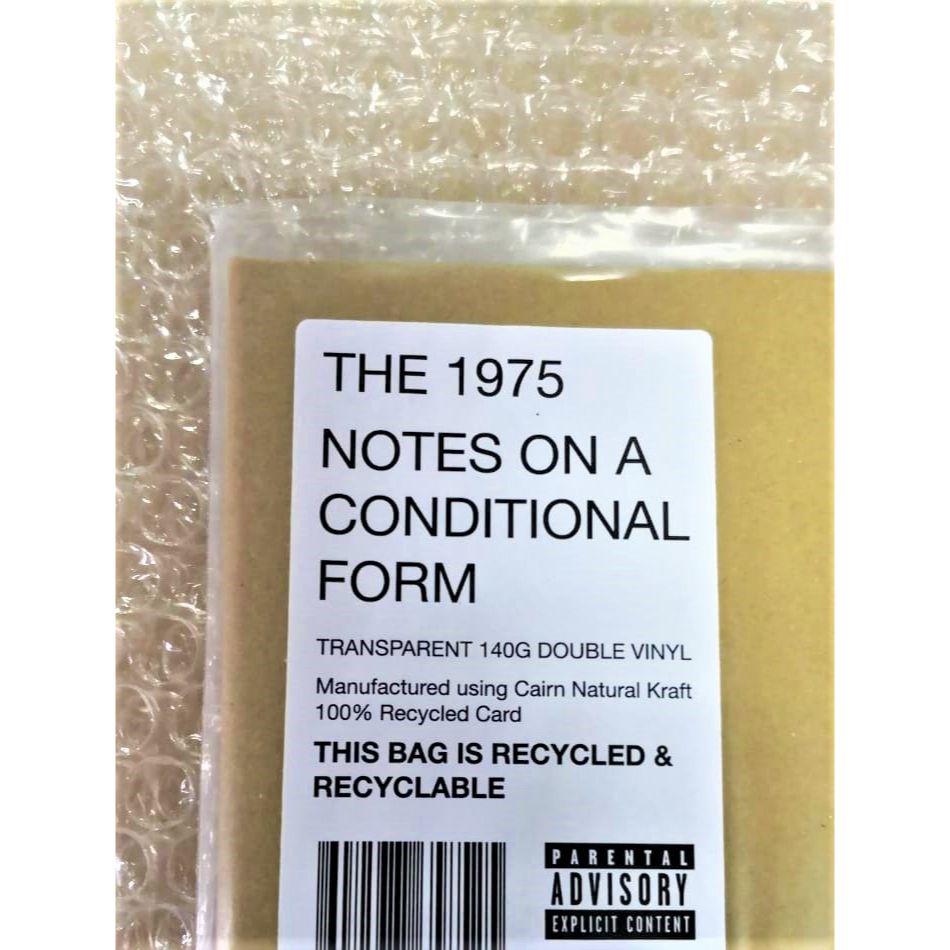 THE 1975
NOTES ON A
CONDITIONAL
FORM
TRANSPARENT 140G DOUBLE VINYL
Manufactured using Cairn Natural Kraft
100% Recycled Card
THIS BAG IS RECYCLED &
RECYCLABLE
PARENTAL
ADVISORY
EXPLICIT CONTENT